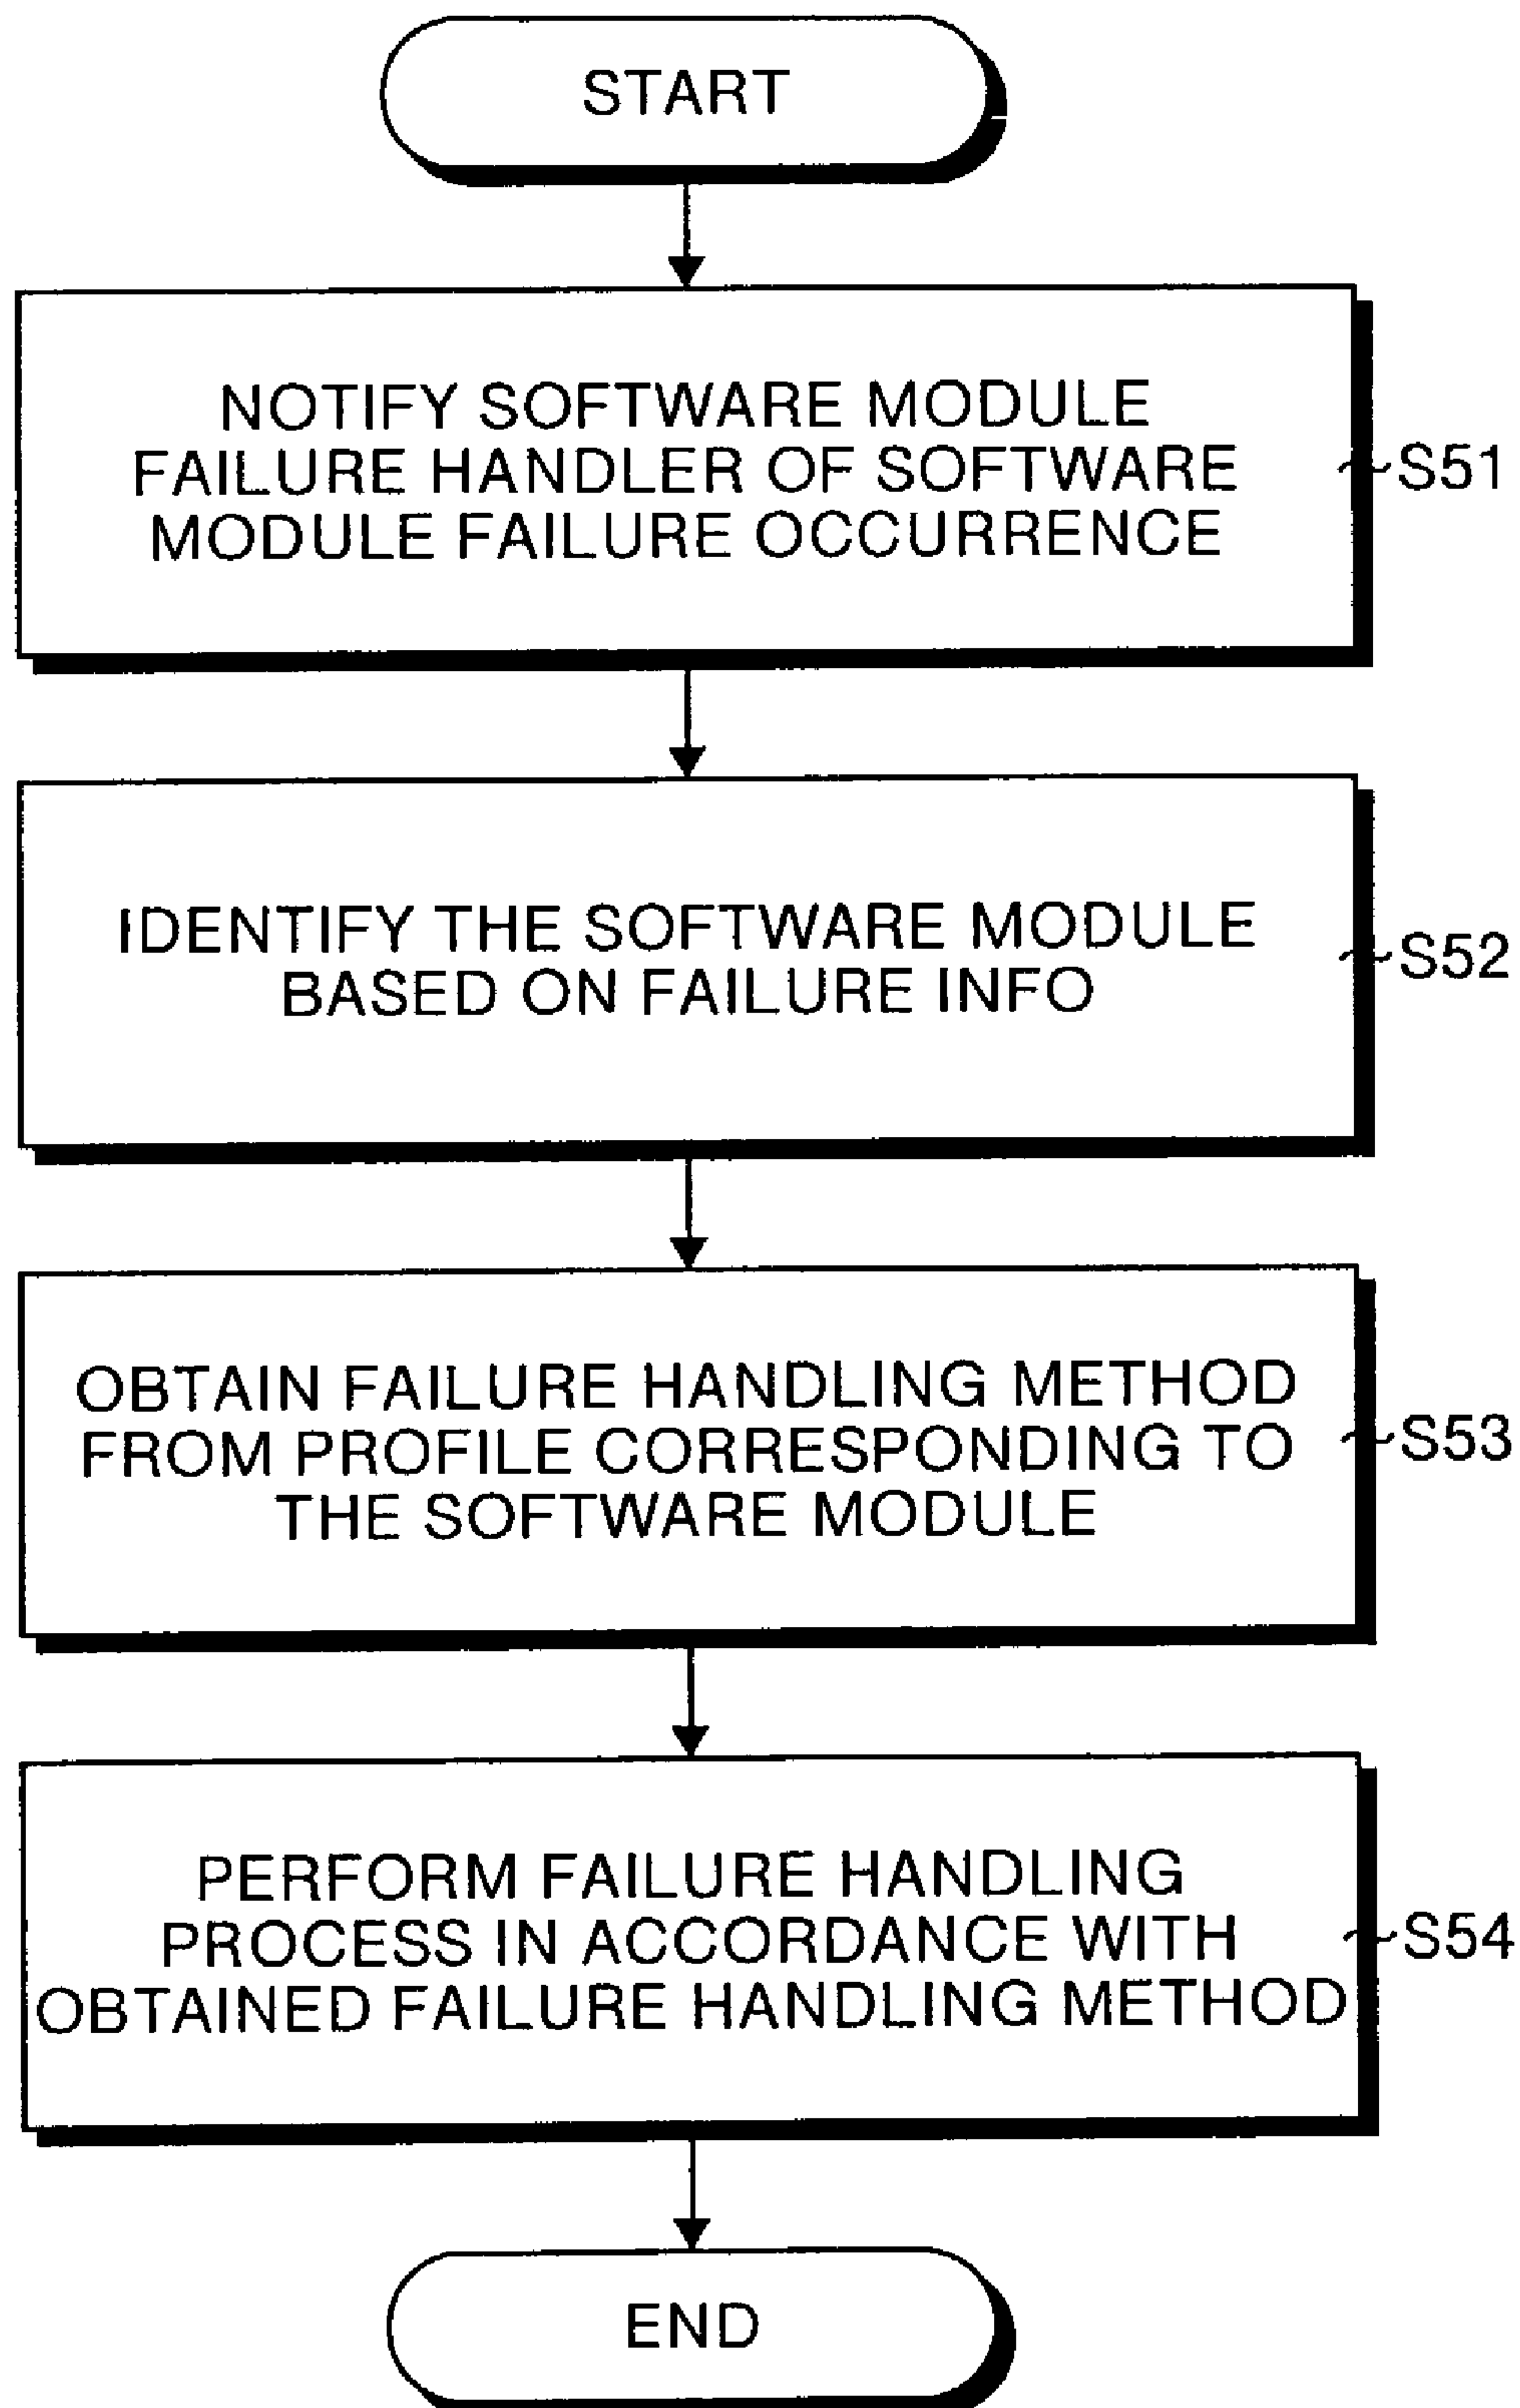 START
NOTIFY SOFTWARE MODULE
FAILURE HANDLER OF SOFTWARE
MODULE FAILURE OCCURRENCE
S51
IDENTIFY THE SOFTWARE MODULE
BASED ON FAILURE INFO
S52
OBTAIN FAILURE HANDLING METHOD
FROM PROFILE CORRESPONDING TO
THE SOFTWARE MODULE
S53
PERFORM FAILURE HANDLING
PROCESS IN ACCORDANCE WITH
OBTAINED FAILURE HANDLING METHOD
S54
END